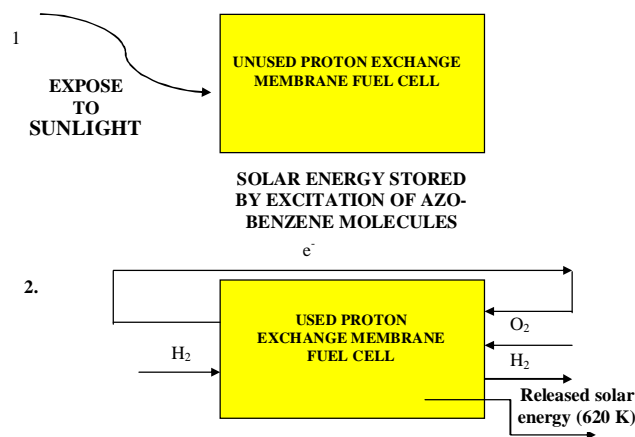 1
EXPOSE
TO
SUNLIGHT
UNUSED PROTON EXCHANGE
MEMBRANE FUEL CELL
SOLAR ENERGY STORED
BY EXCITATION OF AZO-
BENZENE MOLECULES
e-
2.
USED PROTON
EXCHANGE MEMBRANE
FUEL CELL
H2
O2
H2
Released solar
energy (620 K)